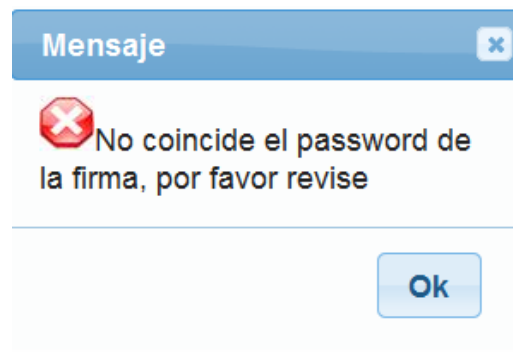 Mensaje
No coincide el password de
la firma, por favor revise
Ok